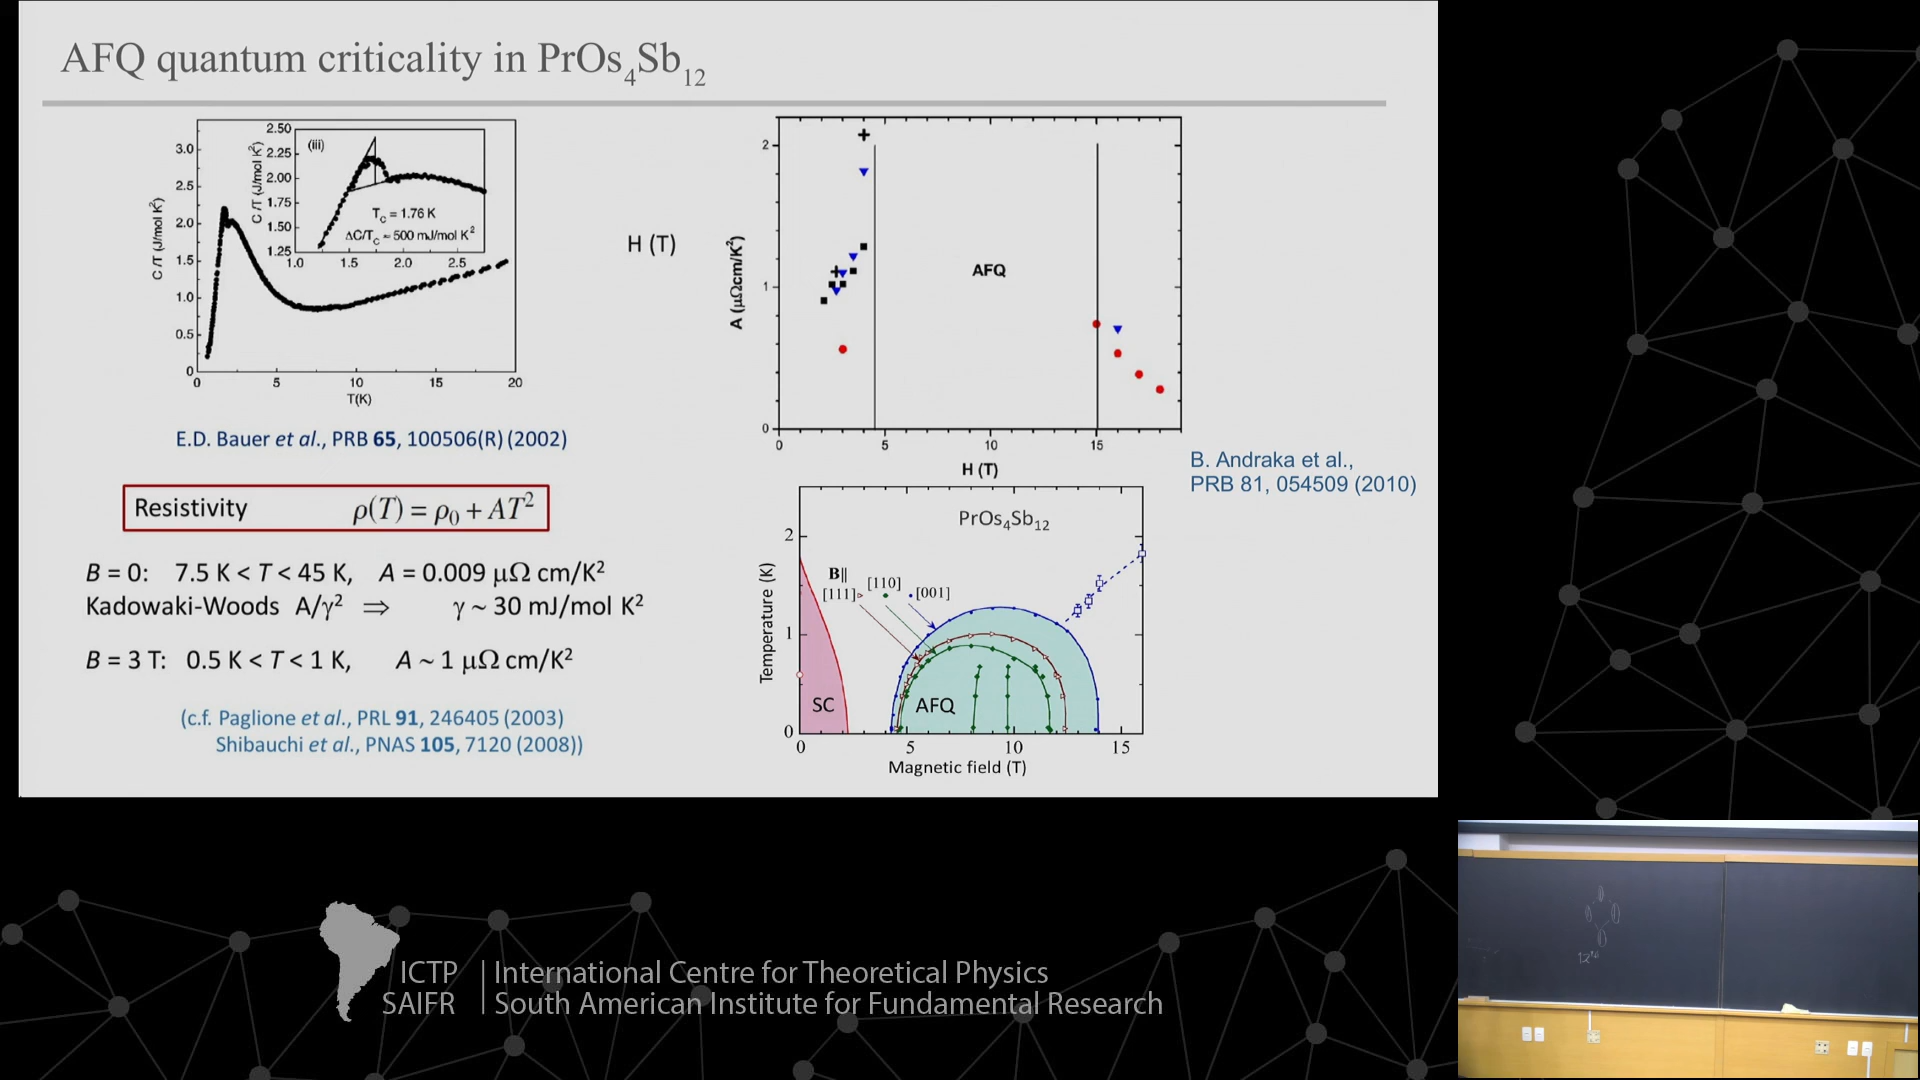 AFQ quantum criticality in PrOs4Sb12
3.0
2.5
2.0
1.5
1.0
0.5
0
C /T (J/mol K²)
0 5 10 15 20
T(K)
(iii)
2.50
2.25
2.00
1.75
1.50
1.25
C /T (J/mol K²)
1.0 1.5 2.0 2.5
TC = 1.76 K
ΔC/TC ≈ 500 mJ/mol K²
E.D. Bauer et al., PRB 65, 100506(R) (2002)
Resistivity ρ(T) = ρ0 + AT²
B = 0: 7.5 K < T < 45 K, A = 0.009 μΩ cm/K²
Kadowaki-Woods A/γ² ⇒ γ ~ 30 mJ/mol K²
B = 3 T: 0.5 K < T < 1 K, A ~ 1 μΩ cm/K²
(c.f. Paglione et al., PRL 91, 246405 (2003)
Shibauchi et al., PNAS 105, 7120 (2008))
H (T)
2
1
0
A (μΩcm/K²)
AFQ
0 5 10 15
H (T)
B. Andraka et al.,
PRB 81, 054509 (2010)
PrOs4Sb12
2
1
0
Temperature (K)
B||
[111] [110] [001]
SC
AFQ
0 5 10 15
Magnetic field (T)
ICTP International Centre for Theoretical Physics
SAIFR South American Institute for Fundamental Research